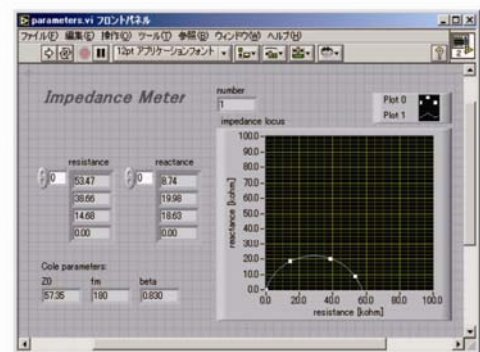 parameters.vi フロントパネル
ファイル(F) 編集(E) 操作(O) ツール(T) 参照(B) ウィンドウ(W) ヘルプ(H)
12pt アプリケーションフォント
2
Impedance Meter
number
1
Plot 0
Plot 1
impedance locus
resistance
reactance
0
53.47
38.66
14.68
0.00
0
8.74
19.98
18.63
0.00
Cole parameters:
Z0 fm beta
57.35 180 0.830
reactance [kohm]
100.0
90.0
80.0
70.0
60.0
50.0
40.0
30.0
20.0
10.0
0.0
0.0 20.0 40.0 60.0 80.0 100.0
resistance [kohm]